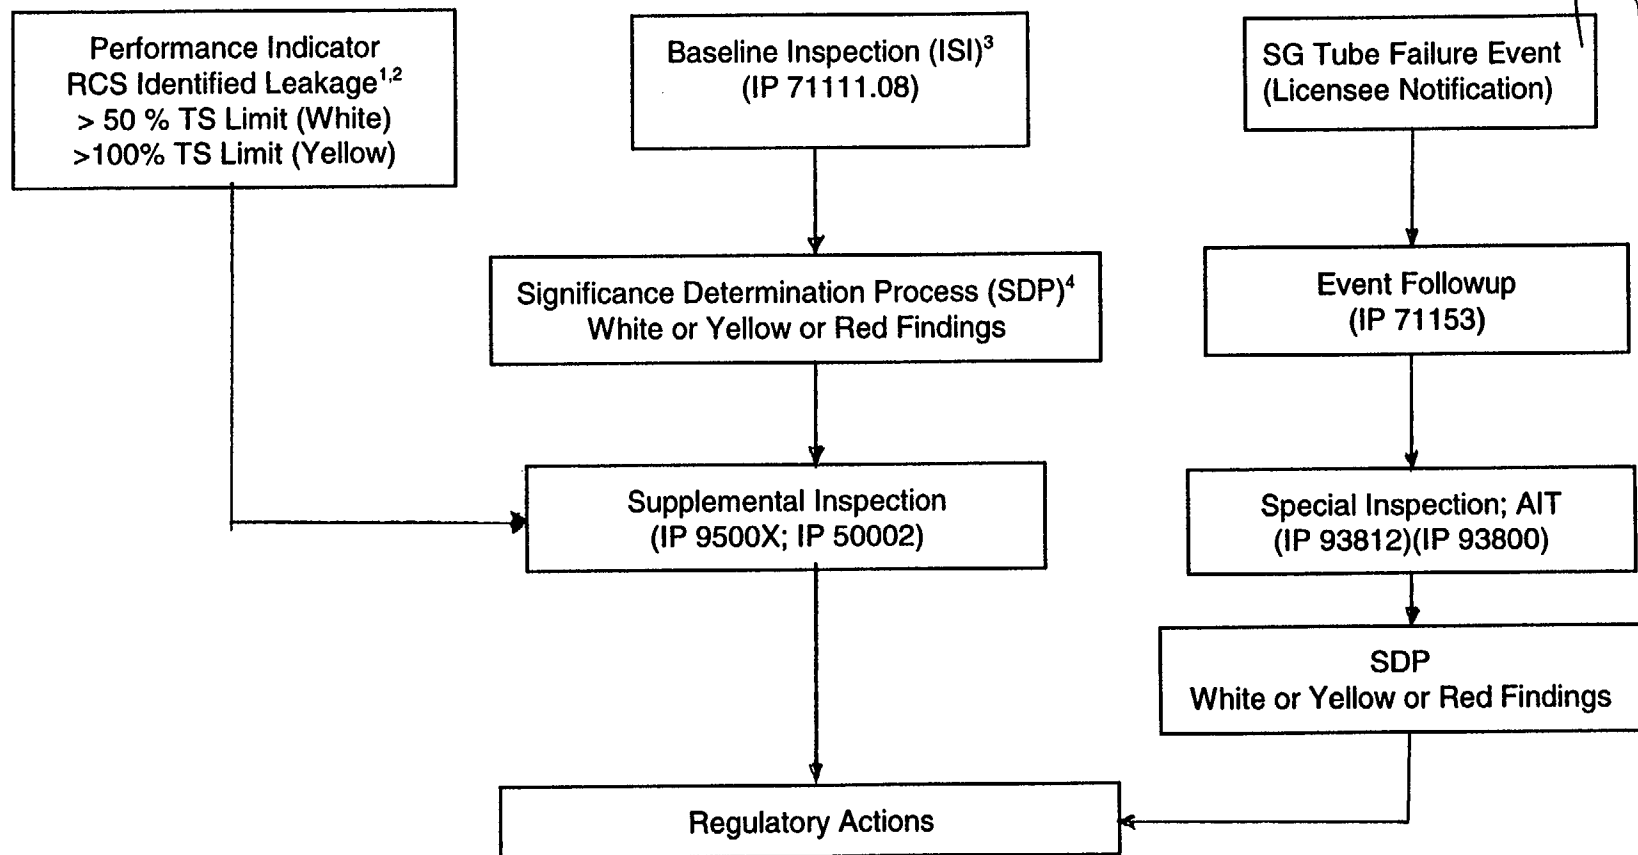 Performance Indicator
RCS Identified Leakage¹,²
> 50 % TS Limit (White)
>100% TS Limit (Yellow)
Baseline Inspection (ISI)³
(IP 71111.08)
SG Tube Failure Event
(Licensee Notification)
Significance Determination Process (SDP)⁴
White or Yellow or Red Findings
Event Followup
(IP 71153)
Supplemental Inspection
(IP 9500X; IP 50002)
Special Inspection; AIT
(IP 93812)(IP 93800)
SDP
White or Yellow or Red Findings
Regulatory Actions